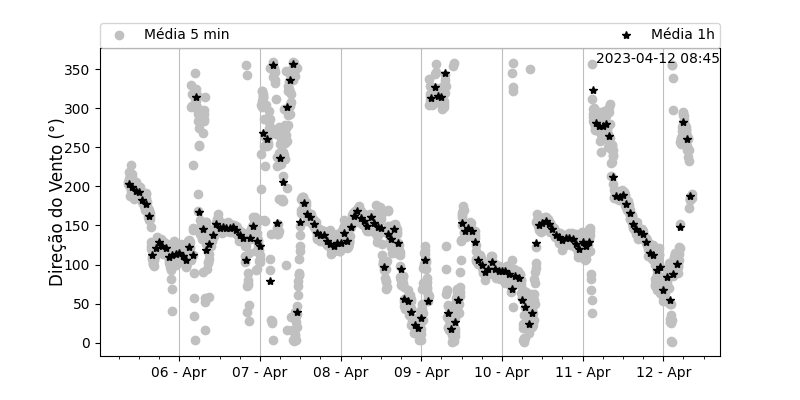 Média 5 min
Média 1h
2023-04-12 08:45
Direção do Vento (°)
350
300
250
200
150
100
50
0
06 - Apr
07 - Apr
08 - Apr
09 - Apr
10 - Apr
11 - Apr
12 - Apr